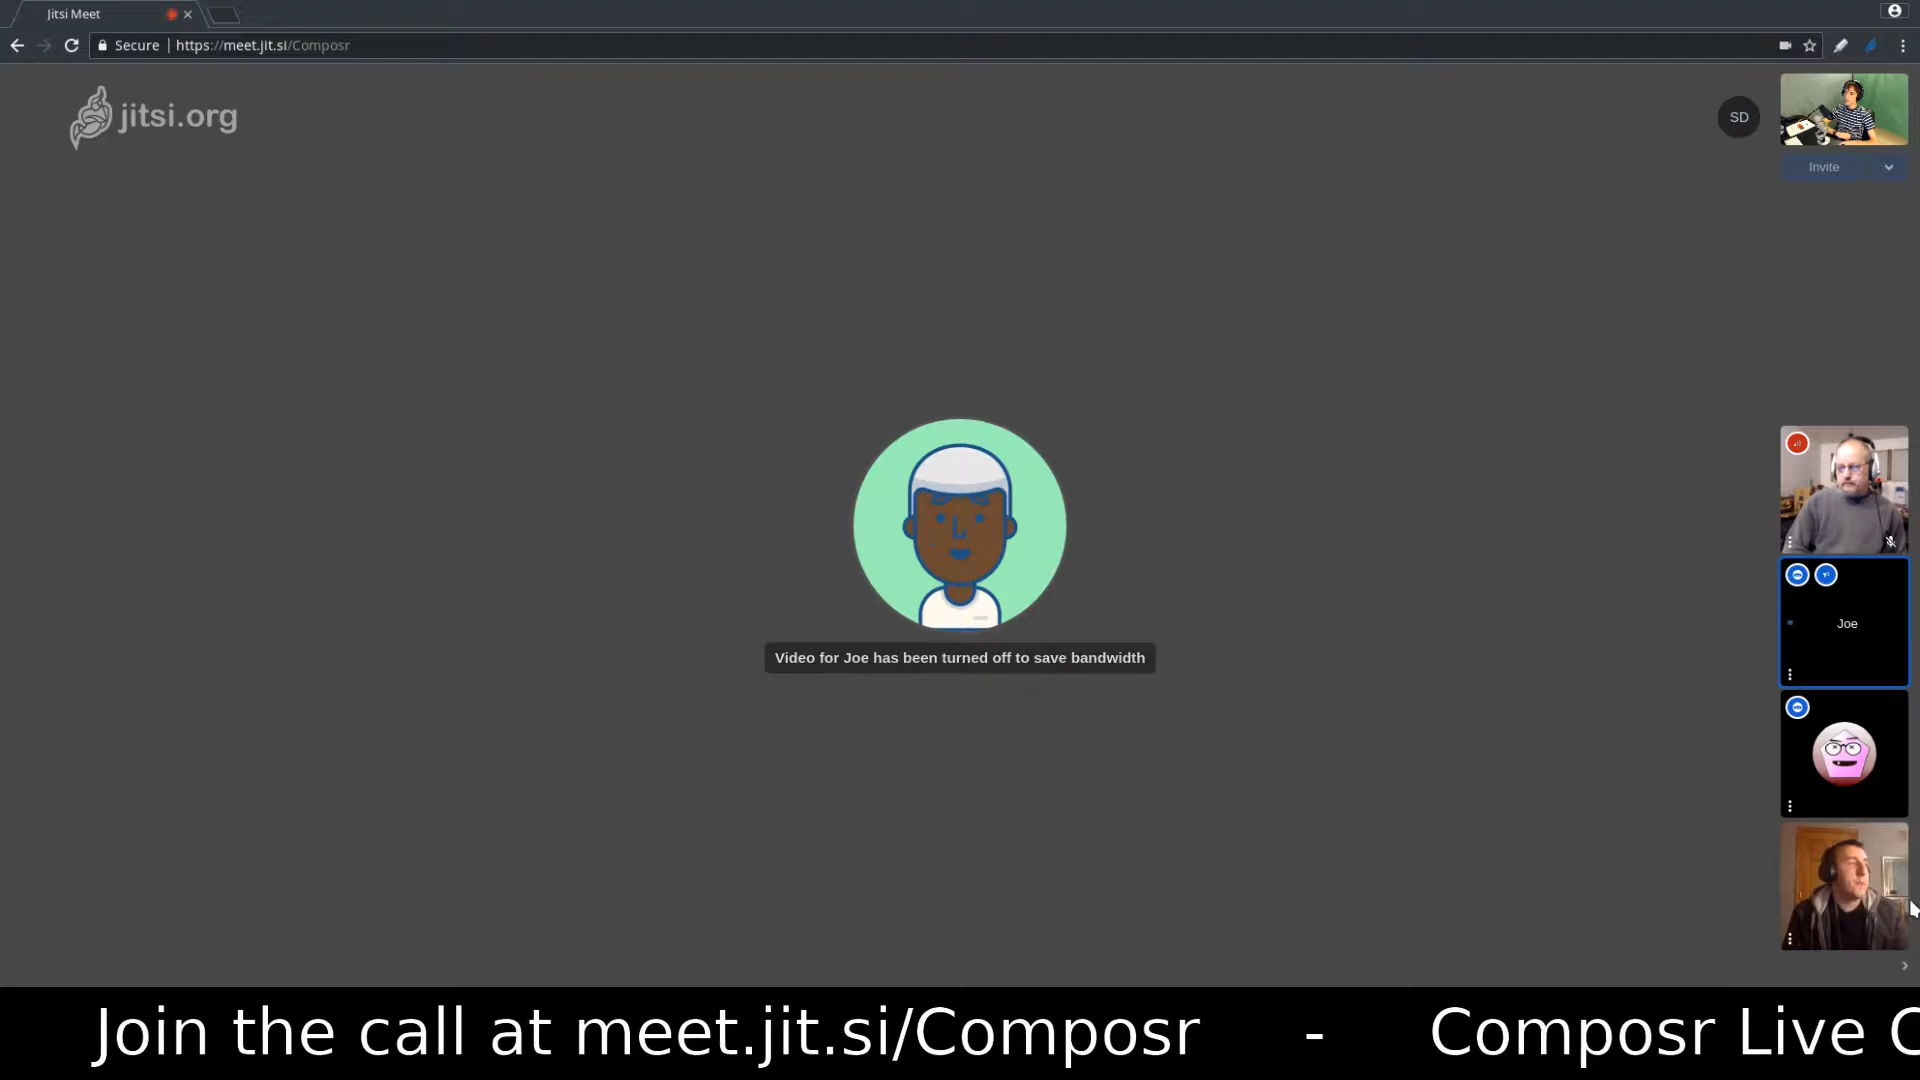 Jitsi Meet
Secure | https://meet.jit.si/Composr
jitsi.org
SD
Invite
Joe
Video for Joe has been turned off to save bandwidth
Join the call at meet.jit.si/Composr - Composr Live C